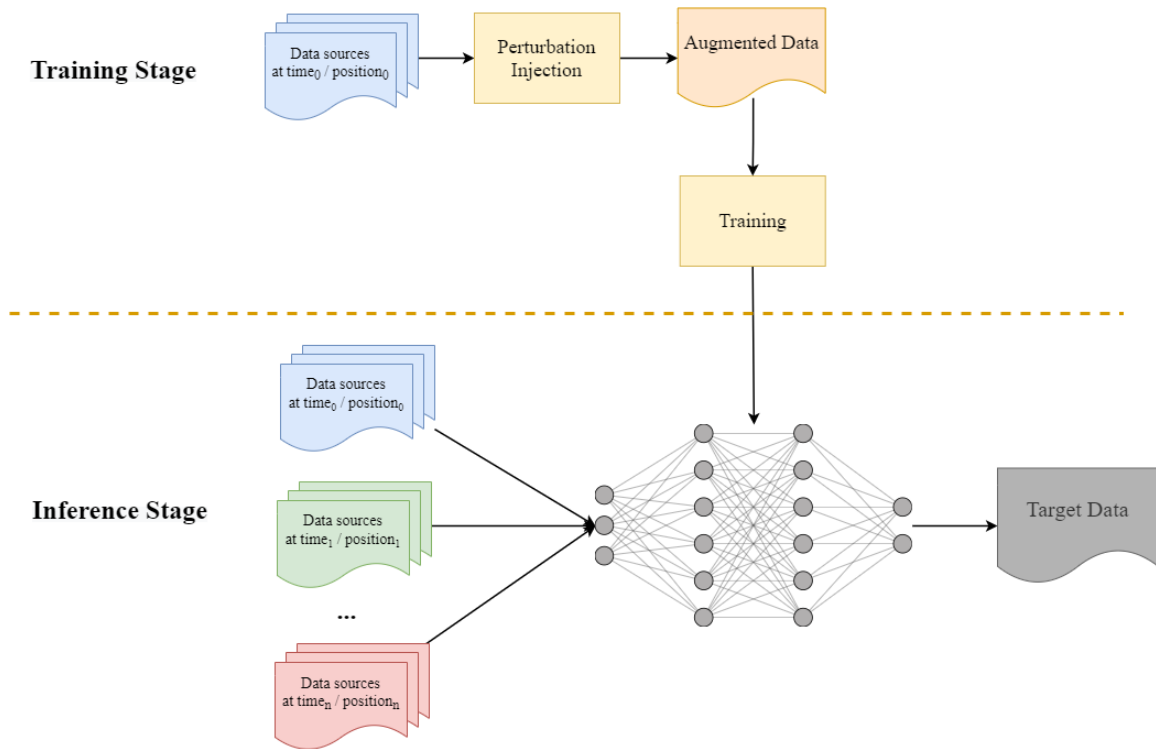 Training Stage
Data sources
at time₀ / position₀
Perturbation
Injection
Augmented Data
Training
Inference Stage
Data sources
at time₀ / position₀
Data sources
at time₁ / position₁
...
Data sources
at timeₙ / positionₙ
Target Data